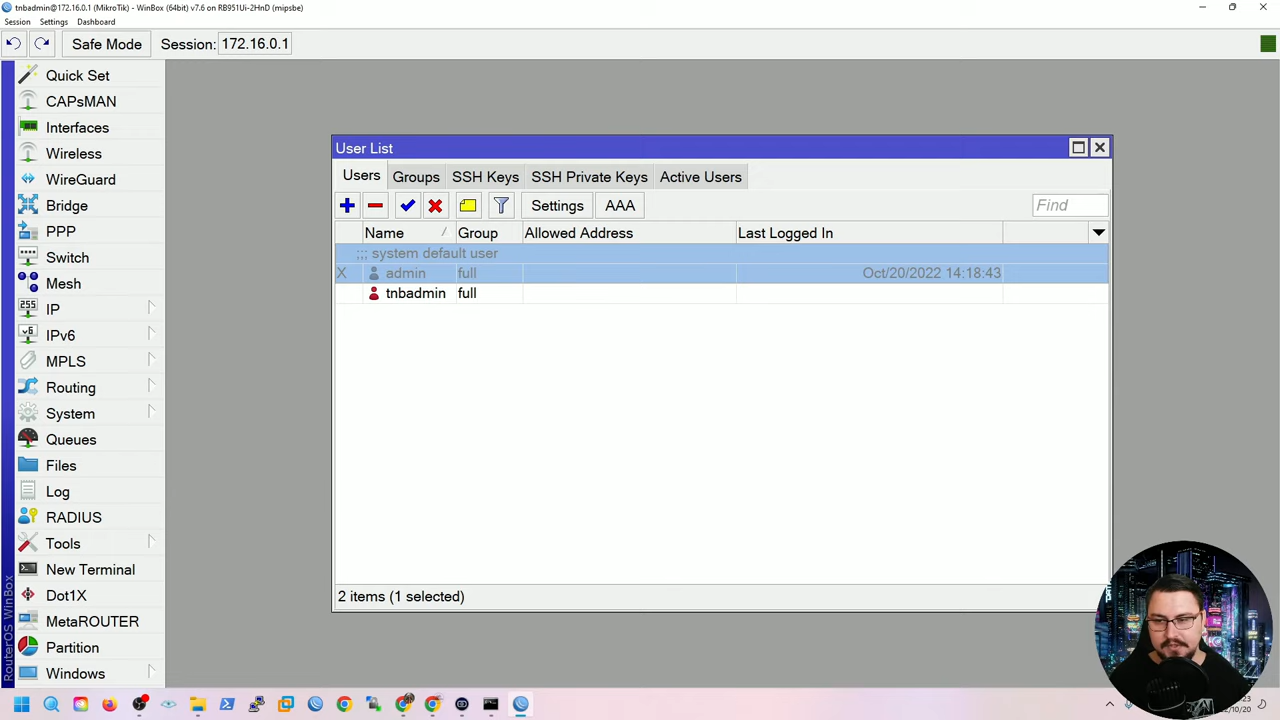 tnbadmin@172.16.0.1 (MikroTik) - WinBox (64bit) v7.6 on RB951Ui-2HnD (mipsbe)
Session Settings Dashboard
Safe Mode Session: 172.16.0.1
Quick Set
CAPsMAN
Interfaces
Wireless
WireGuard
Bridge
PPP
Switch
Mesh
IP
IPv6
MPLS
Routing
System
Queues
Files
Log
RADIUS
Tools
New Terminal
Dot1X
MetaROUTER
Partition
Windows
RouterOS WinBox
User List
Users Groups SSH Keys SSH Private Keys Active Users
Settings AAA Find
Name Group Allowed Address Last Logged In
;;; system default user
X admin full Oct/20/2022 14:18:43
tnbadmin full
2 items (1 selected)